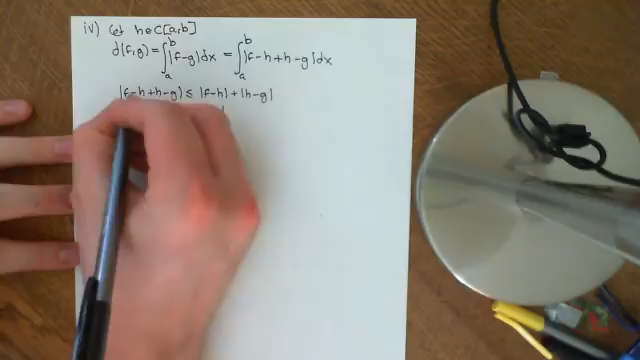 iv) Let h∈C[a,b]
d(f,g) = ∫_a^b |f-g|dx = ∫_a^b |f-h+h-g|dx
|f-h+h-g| ≤ |f-h| + |h-g|